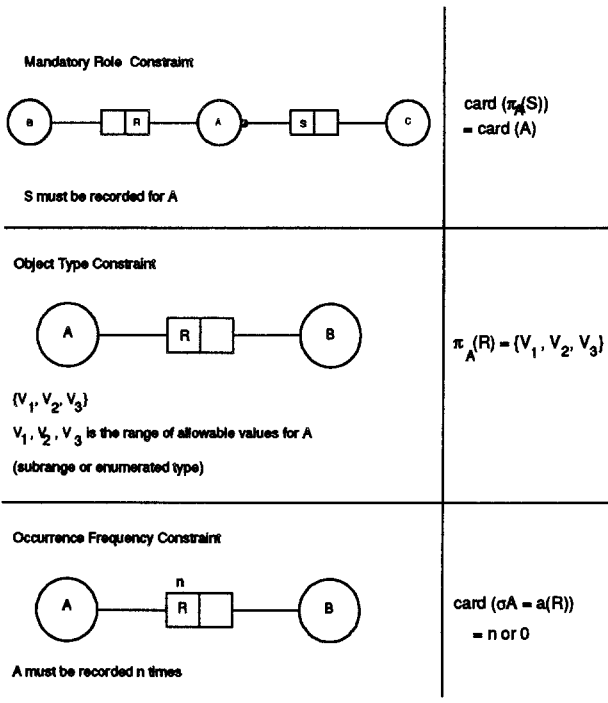 Mandatory Role Constraint
B R A S C
card (π_A(S))
= card (A)
S must be recorded for A
Object Type Constraint
A R B
π_A(R) = {V_1, V_2, V_3}
{V_1, V_2, V_3}
V_1, V_2, V_3 is the range of allowable values for A
(subrange or enumerated type)
Occurrence Frequency Constraint
n
A R B
card (σA = a(R))
= n or 0
A must be recorded n times